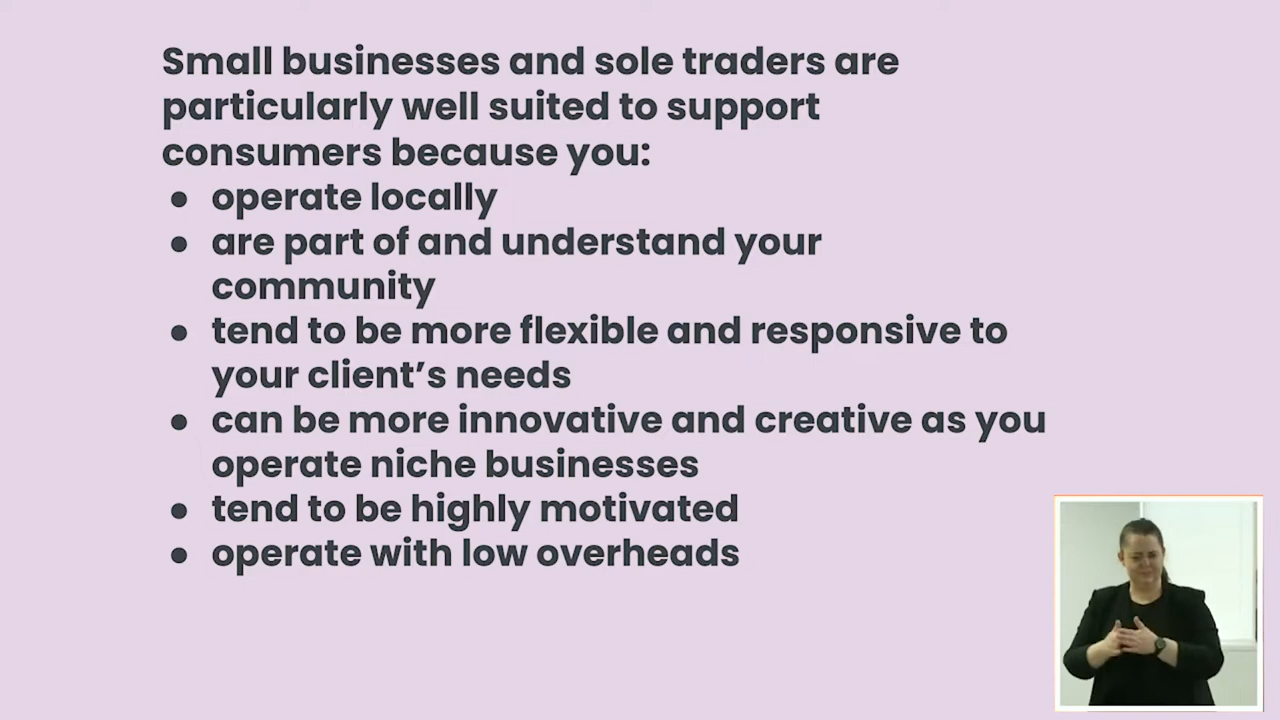 Small businesses and sole traders are
particularly well suited to support
consumers because you:
● operate locally
● are part of and understand your
community
● tend to be more flexible and responsive to
your client’s needs
● can be more innovative and creative as you
operate niche businesses
● tend to be highly motivated
● operate with low overheads